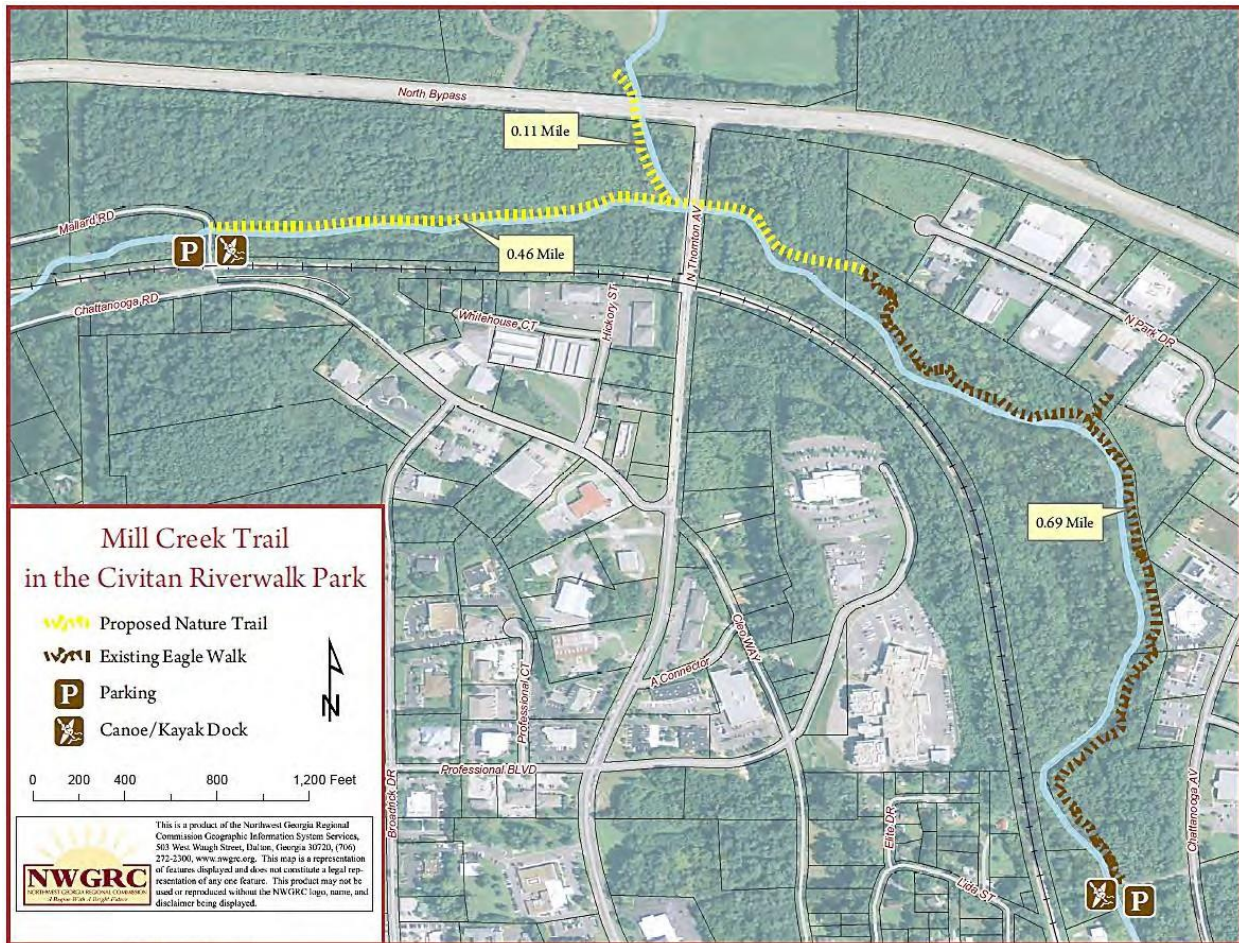 North Bypass
0.11 Mile
Mallard RD
N Thornton AV
0.46 Mile
P
Chattanooga RD
Whitehouse CT
Hickory ST
N Park DR
0.69 Mile
Mill Creek Trail
in the Civitan Riverwalk Park
Proposed Nature Trail
Existing Eagle Walk
P Parking
Canoe/Kayak Dock
N
0 200 400 800 1,200 Feet
Cleo WAY
A Connector
Professional CT
Professional BLVD
Broadrick DR
Elite DR
Lida ST
Chattanooga AV
P
NWGRC
NORTHWEST GEORGIA REGIONAL COMMISSION
A Region With A Bright Future
This is a product of the Northwest Georgia Regional
Commission Geographic Information System Services,
503 West Waugh Street, Dalton, Georgia 30720, (706)
272-2300, www.nwgrc.org. This map is a representation
of features displayed and does not constitute a legal rep-
resentation of any one feature. This product may not be
used or reproduced without the NWGRC logo, name, and
disclaimer being displayed.